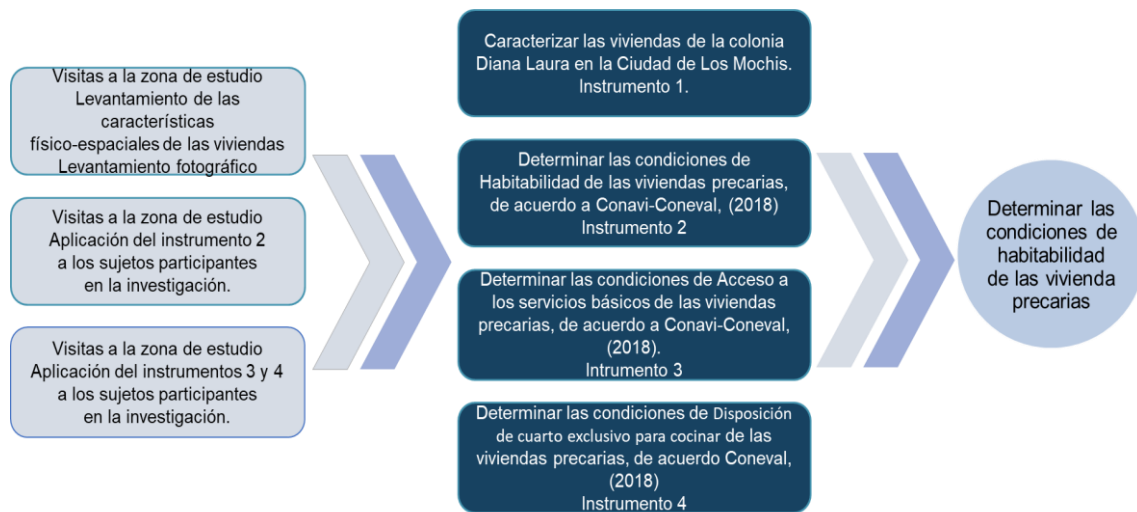 Visitas a la zona de estudio
Levantamiento de las
características
físico-espaciales de las viviendas
Levantamiento fotográfico
Visitas a la zona de estudio
Aplicación del instrumento 2
a los sujetos participantes
en la investigación.
Visitas a la zona de estudio
Aplicación del instrumentos 3 y 4
a los sujetos participantes
en la investigación.
Caracterizar las viviendas de la colonia
Diana Laura en la Ciudad de Los Mochis.
Instrumento 1.
Determinar las condiciones de
Habitabilidad de las viviendas precarias,
de acuerdo a Conavi-Coneval, (2018)
Instrumento 2
Determinar las condiciones de Acceso a
los servicios básicos de las viviendas
precarias, de acuerdo a Conavi-Coneval,
(2018).
Intrumento 3
Determinar las condiciones de Disposición
de cuarto exclusivo para cocinar de las
viviendas precarias, de acuerdo Coneval,
(2018)
Instrumento 4
Determinar las
condiciones de
habitabilidad
de las vivienda
precarias